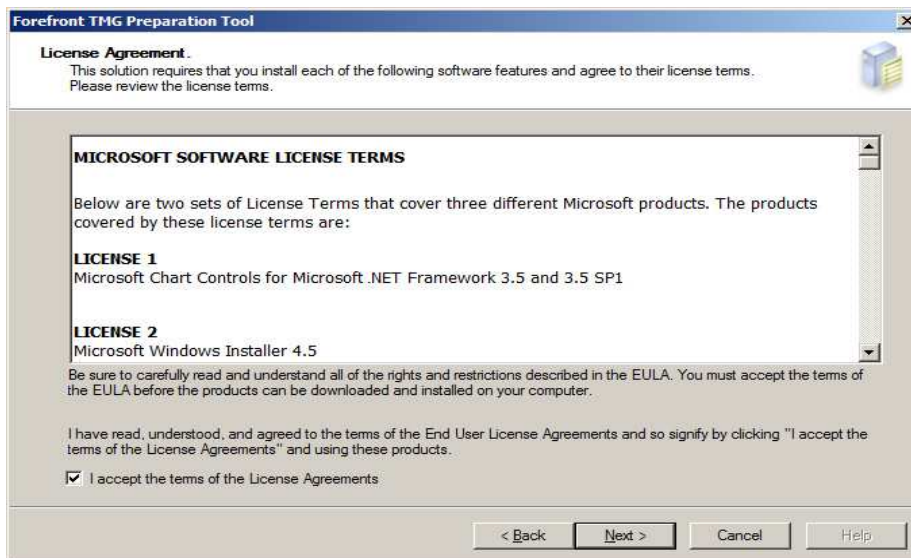 Forefront TMG Preparation Tool
License Agreement.
This solution requires that you install each of the following software features and agree to their license terms.
Please review the license terms.
MICROSOFT SOFTWARE LICENSE TERMS
Below are two sets of License Terms that cover three different Microsoft products. The products
covered by these license terms are:
LICENSE 1
Microsoft Chart Controls for Microsoft .NET Framework 3.5 and 3.5 SP1
LICENSE 2
Microsoft Windows Installer 4.5
Be sure to carefully read and understand all of the rights and restrictions described in the EULA. You must accept the terms of
the EULA before the products can be downloaded and installed on your computer.
I have read, understood, and agreed to the terms of the End User License Agreements and so signify by clicking "I accept the
terms of the License Agreements" and using these products.
I accept the terms of the License Agreements
< Back Next > Cancel Help